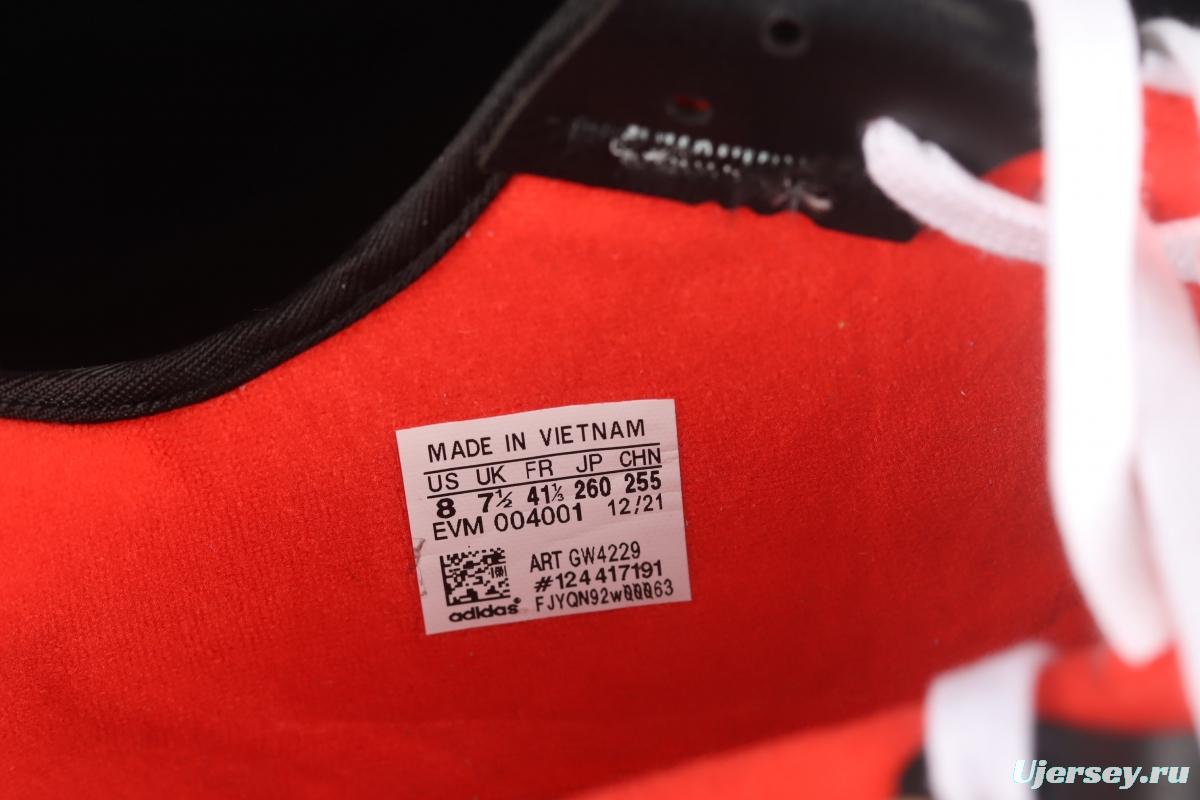 MADE IN VIETNAM
US UK FR JP CHN
8 7½ 41⅓ 260 255
EVM 004001 12/21
ART GW4229
#124417191
FJYQN92W00063
adidas®
Ujersey.ru